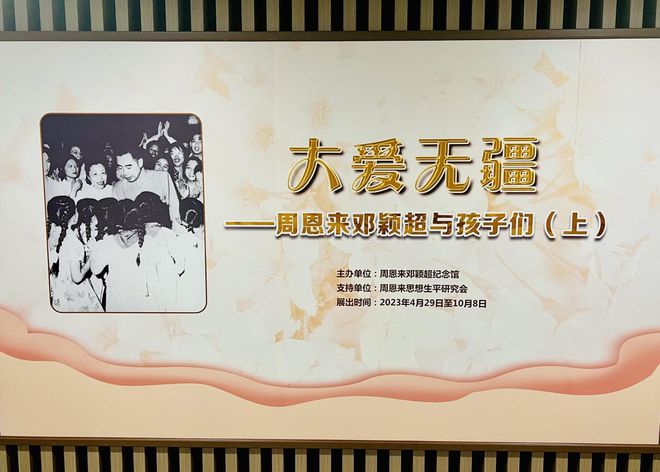 大爱无疆
——周恩来邓颖超与孩子们（上）
主办单位：周恩来邓颖超纪念馆
支持单位：周恩来思想生平研究会
展出时间：2023年4月29日至10月8日